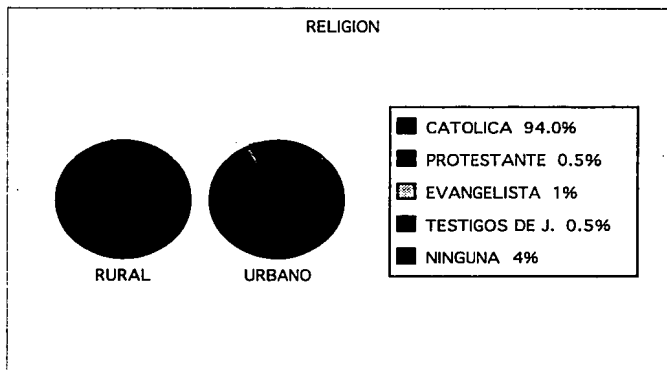 RELIGION
CATOLICA 94.0%
PROTESTANTE 0.5%
EVANGELISTA 1%
TESTIGOS DE J. 0.5%
NINGUNA 4%
RURAL
URBANO